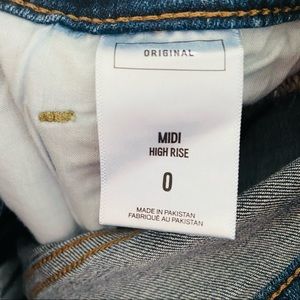 ORIGINAL
MIDI
HIGH RISE
0
MADE IN PAKISTAN
FABRIQUÉ AU PAKISTAN